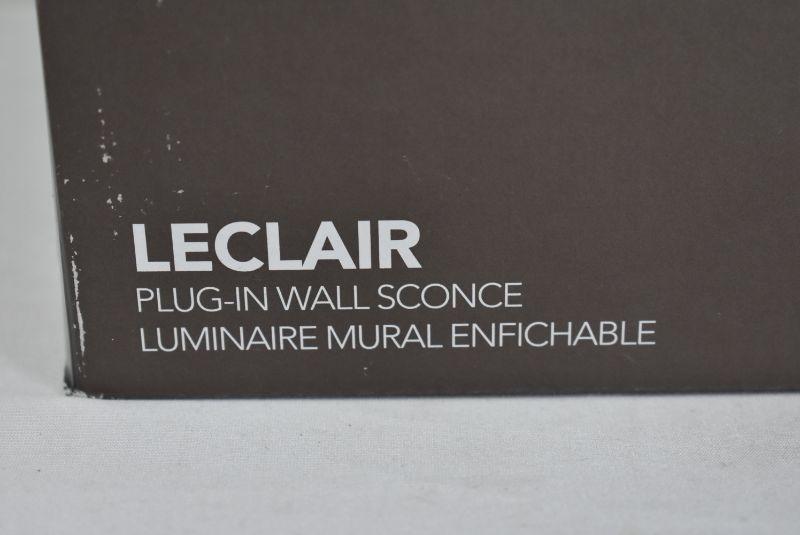 LECLAIR
PLUG-IN WALL SCONCE
LUMINAIRE MURAL ENFICHABLE